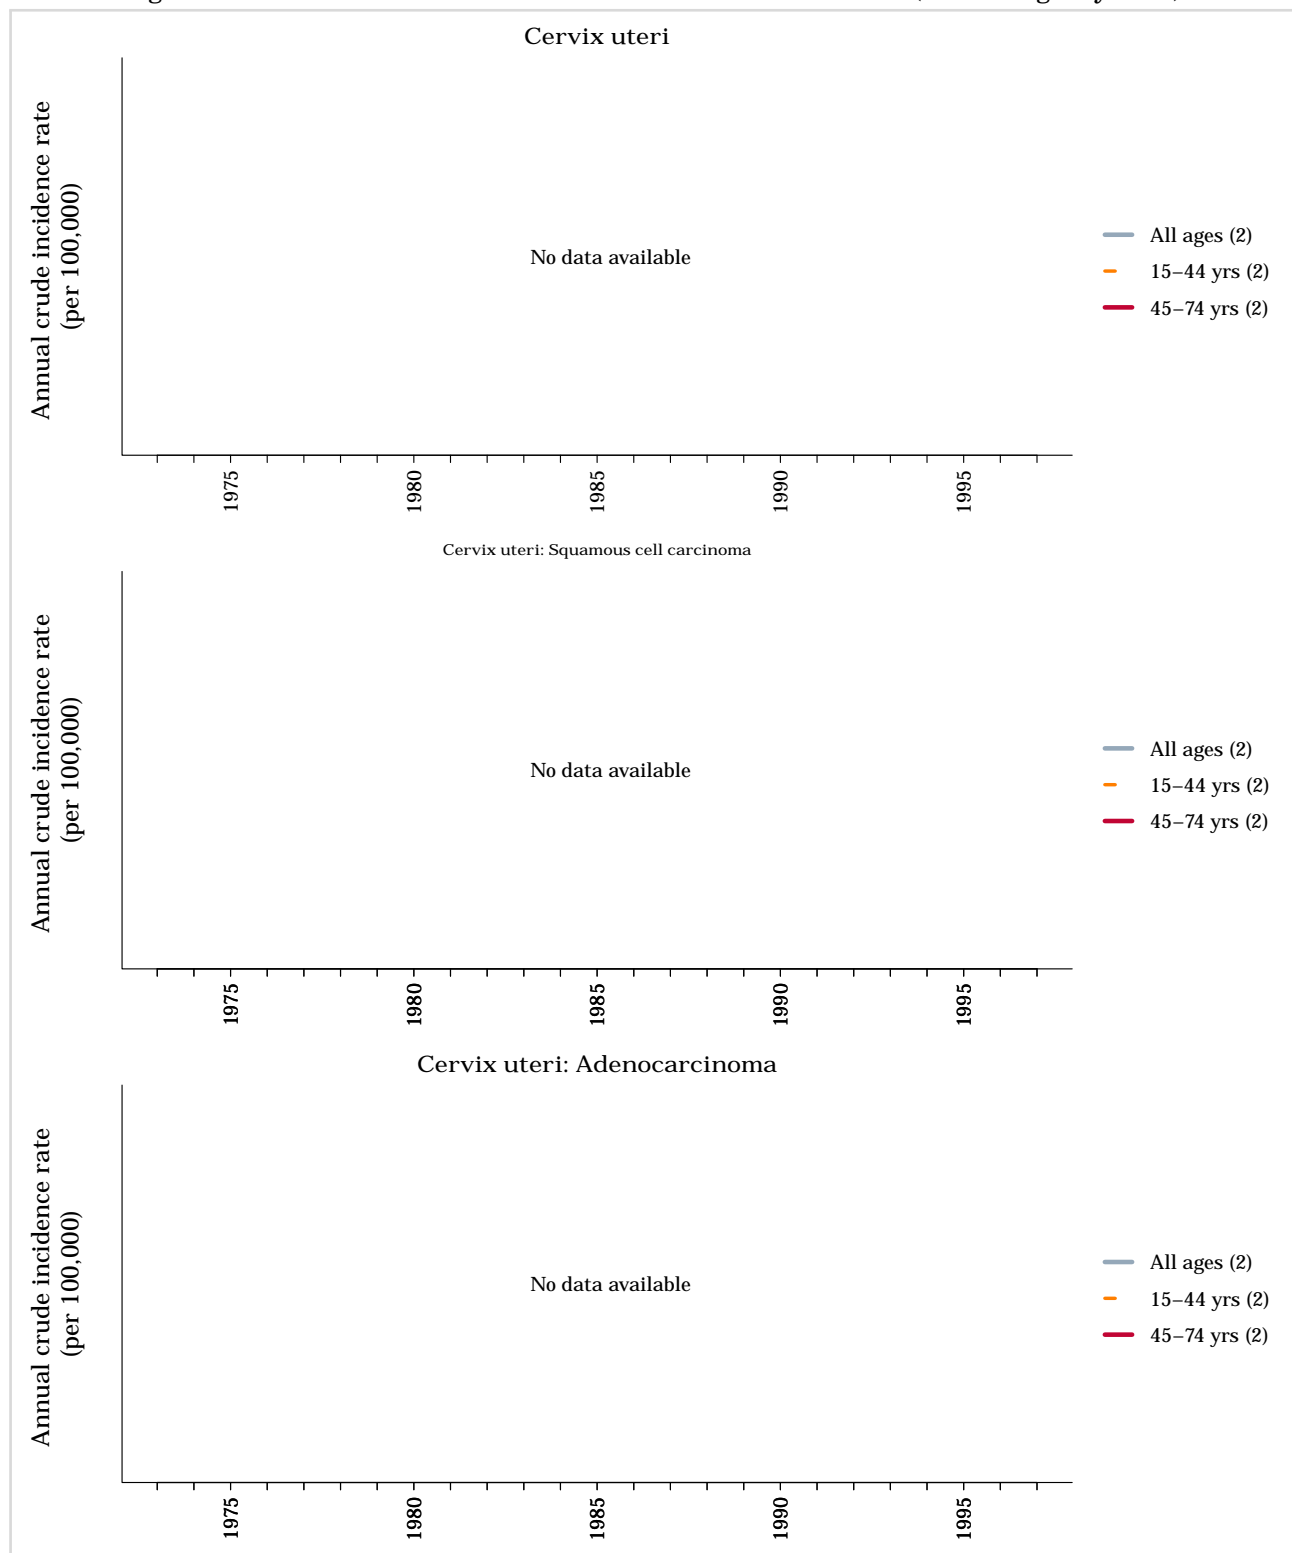 Cervix uteri
Annual crude incidence rate
(per 100,000)
No data available
All ages (2)
15–44 yrs (2)
45–74 yrs (2)
1975
1980
1985
1990
1995
Cervix uteri: Squamous cell carcinoma
Annual crude incidence rate
(per 100,000)
No data available
All ages (2)
15–44 yrs (2)
45–74 yrs (2)
1975
1980
1985
1990
1995
Cervix uteri: Adenocarcinoma
Annual crude incidence rate
(per 100,000)
No data available
All ages (2)
15–44 yrs (2)
45–74 yrs (2)
1975
1980
1985
1990
1995